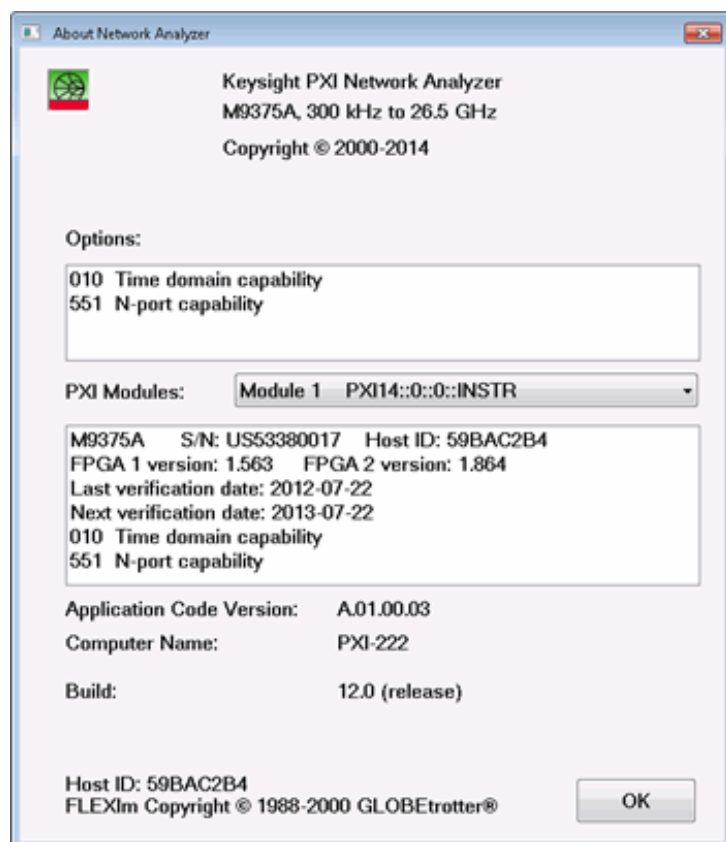 About Network Analyzer
Keysight PXI Network Analyzer
M9375A, 300 kHz to 26.5 GHz
Copyright © 2000-2014
Options:
010 Time domain capability
551 N-port capability
PXI Modules: Module 1 PXI14::0::0::INSTR
M9375A S/N: US53380017 Host ID: 59BAC2B4
FPGA 1 version: 1.563 FPGA 2 version: 1.864
Last verification date: 2012-07-22
Next verification date: 2013-07-22
010 Time domain capability
551 N-port capability
Application Code Version: A.01.00.03
Computer Name: PXI-222
Build: 12.0 (release)
Host ID: 59BAC2B4
FLEXlm Copyright © 1988-2000 GLOBEtrotter®
OK